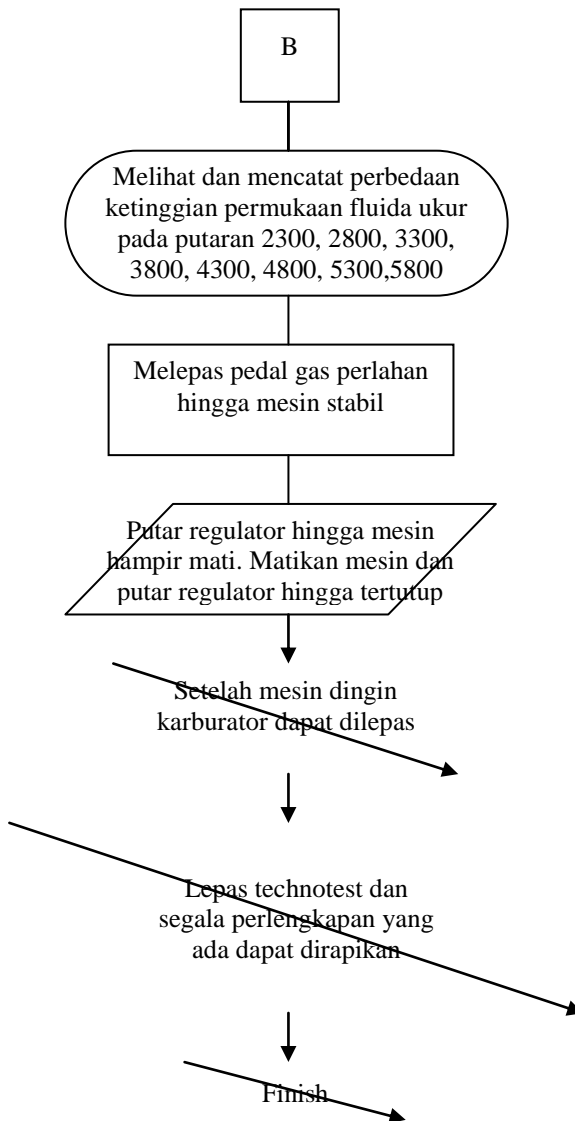 B
Melihat dan mencatat perbedaan
ketinggian permukaan fluida ukur
pada putaran 2300, 2800, 3300,
3800, 4300, 4800, 5300,5800
Melepas pedal gas perlahan
hingga mesin stabil
Putar regulator hingga mesin
hampir mati. Matikan mesin dan
putar regulator hingga tertutup
Setelah mesin dingin
karburator dapat dilepas
Lepas technotest dan
segala perlengkapan yang
ada dapat dirapikan
Finish